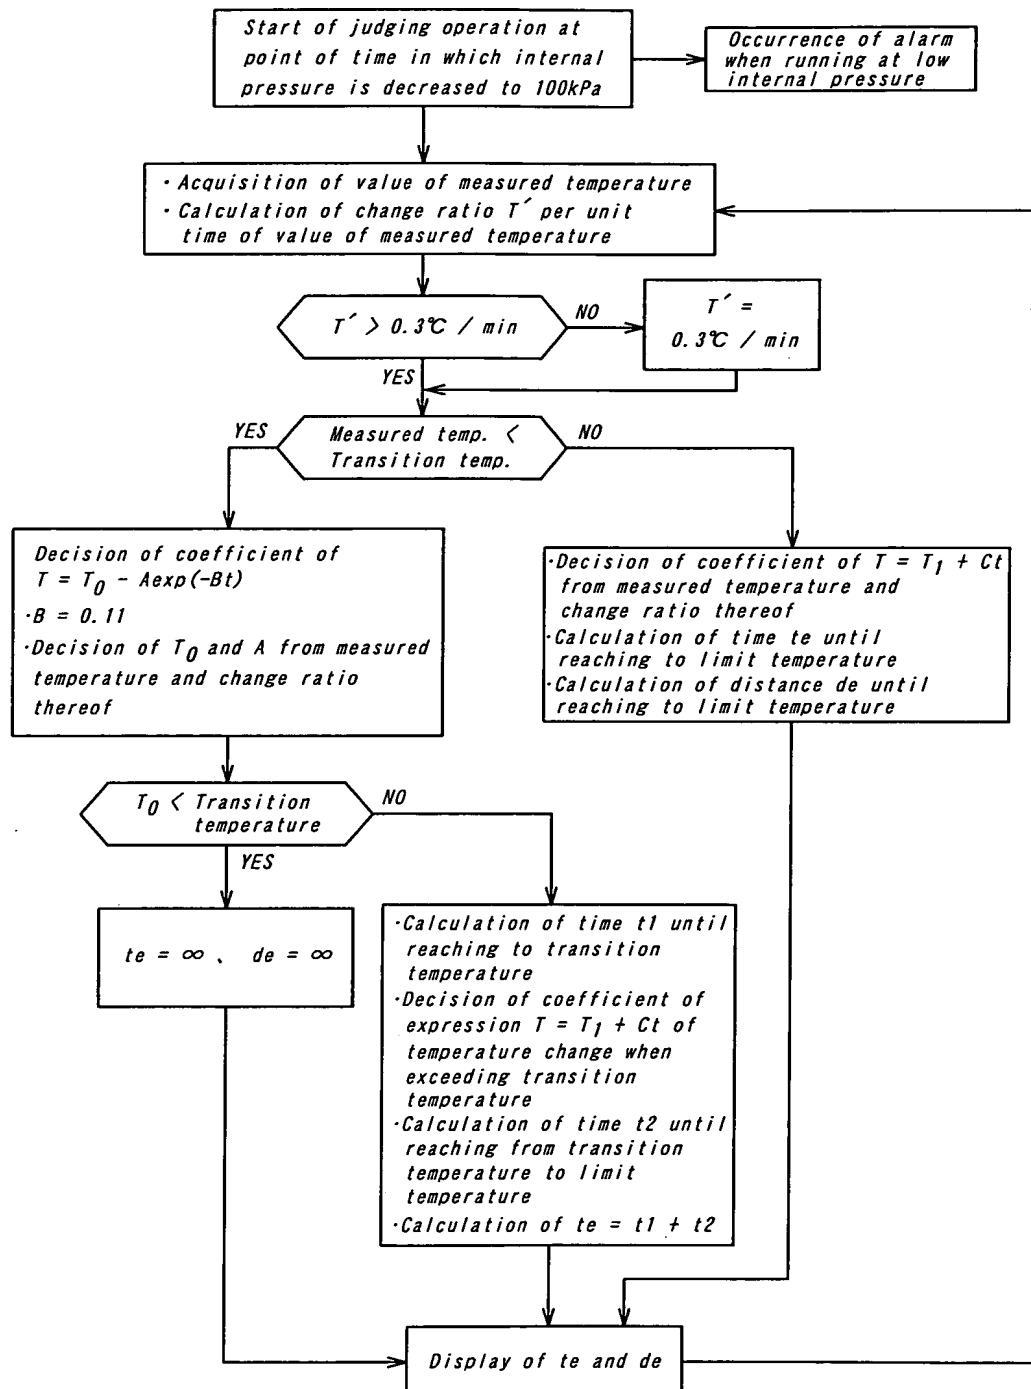 Start of judging operation at
point of time in which internal
pressure is decreased to 100kPa
Occurrence of alarm
when running at low
internal pressure
·Acquisition of value of measured temperature
·Calculation of change ratio T´ per unit
time of value of measured temperature
T´ > 0.3℃ / min
NO
T´ =
0.3℃ / min
YES
Measured temp. <
Transition temp.
YES
NO
Decision of coefficient of
T = T0 - Aexp(-Bt)
·B = 0.11
·Decision of T0 and A from measured
temperature and change ratio
thereof
·Decision of coefficient of T = T1 + Ct
from measured temperature and
change ratio thereof
·Calculation of time te until
reaching to limit temperature
·Calculation of distance de until
reaching to limit temperature
T0 < Transition
temperature
NO
YES
te = ∞ 、 de = ∞
·Calculation of time t1 until
reaching to transition
temperature
·Decision of coefficient of
expression T = T1 + Ct of
temperature change when
exceeding transition
temperature
·Calculation of time t2 until
reaching from transition
temperature to limit
temperature
·Calculation of te = t1 + t2
Display of te and de